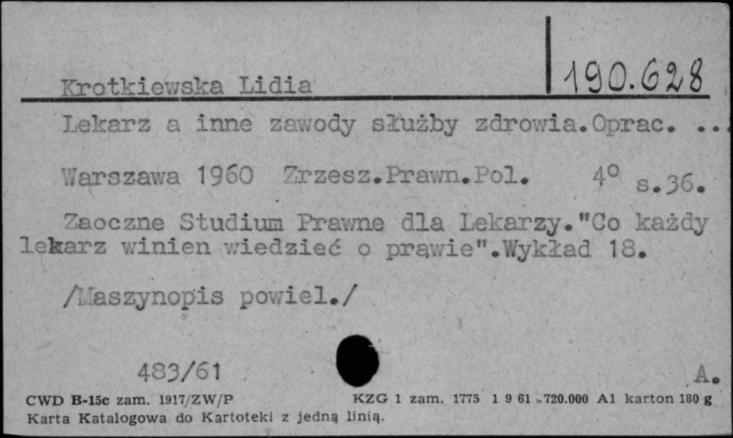 190.628
Krotkiewska Lidia
Lekarz a inne zawody służby zdrowia.Oprac. ...
Warszawa 1960 Zrzesz.Prawn.Pol. 4° s.36.
Zaoczne Studium Prawne dla Lekarzy."Co każdy
lekarz winien wiedzieć o prawie".Wykład 18.
/Maszynopis powiel./
483/61 A.
CWD B-15c zam. 1917/ZW/P KZG 1 zam. 1775 1 9 61 -720.000 A1 karton 180 g
Karta Katalogowa do Kartoteki z jedną linią.